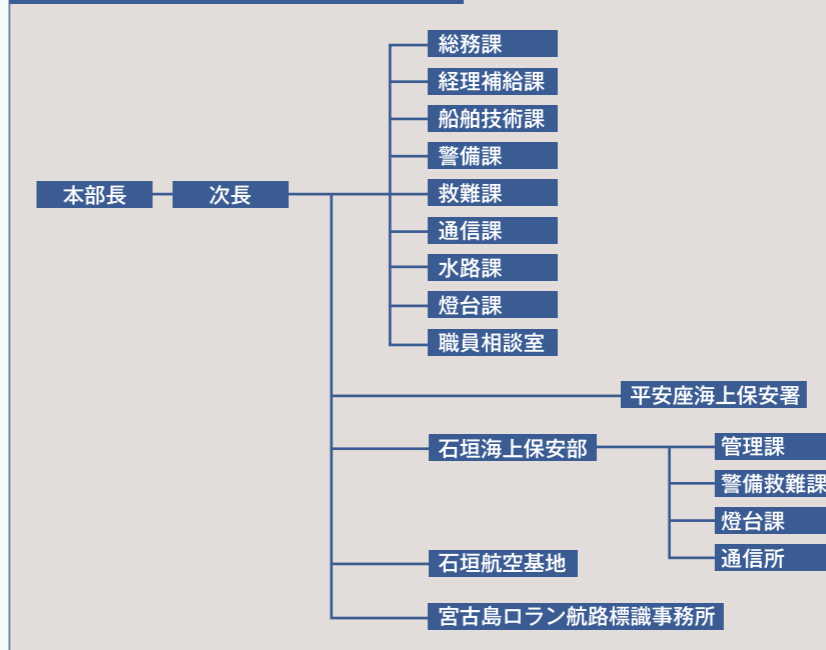 本部長
次長
総務課
経理補給課
船舶技術課
警備課
救難課
通信課
水路課
燈台課
職員相談室
平安座海上保安署
石垣海上保安部
管理課
警備救難課
燈台課
通信所
石垣航空基地
宮古島ロラン航路標識事務所